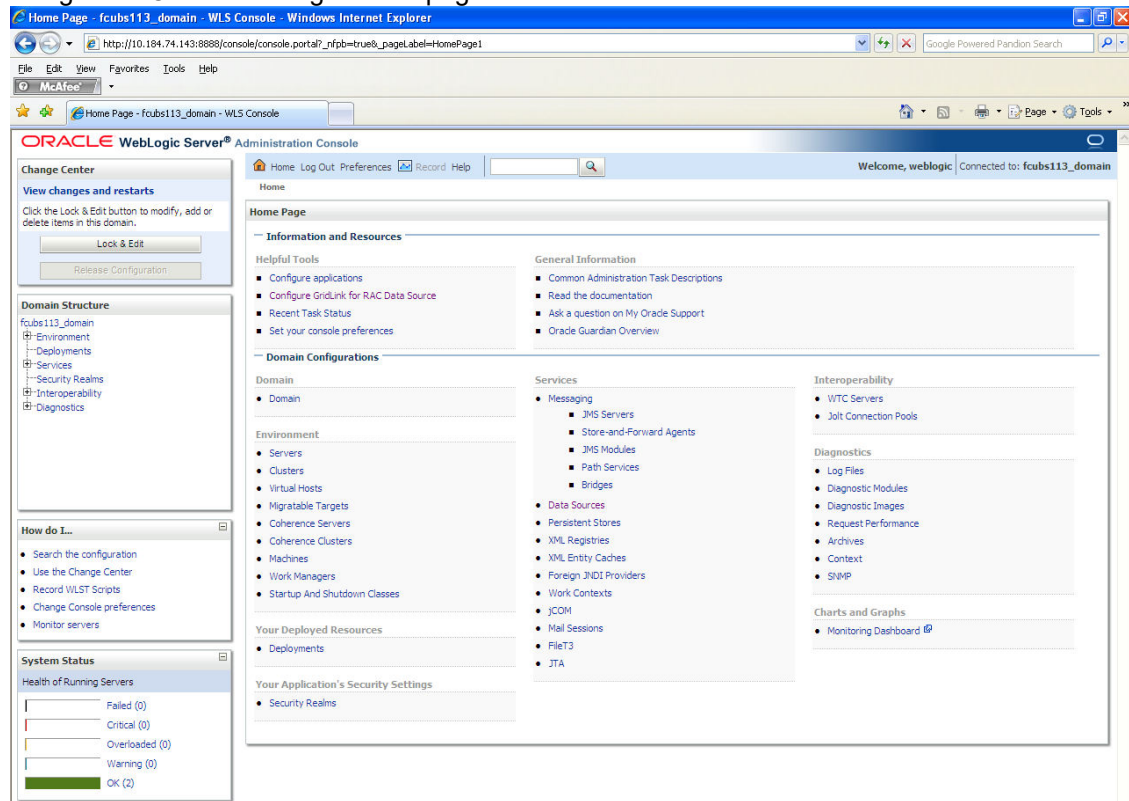 Home Page - fcubs113_domain - WLS Console - Windows Internet Explorer
http://10.184.74.143:8888/console/console.portal?_nfpb=true&_pageLabel=HomePage1
Google Powered Pandion Search
File Edit View Favorites Tools Help
McAfee
Home Page - fcubs113_domain - WLS Console
Page Tools
ORACLE WebLogic Server® Administration Console
Change Center
View changes and restarts
Click the Lock & Edit button to modify, add or
delete items in this domain.
Lock & Edit
Release Configuration
Domain Structure
fcubs113_domain
Environment
Deployments
Services
Security Realms
Interoperability
Diagnostics
How do I...
Search the configuration
Use the Change Center
Record WLST Scripts
Change Console preferences
Monitor servers
System Status
Health of Running Servers
Failed (0)
Critical (0)
Overloaded (0)
Warning (0)
OK (2)
Home Log Out Preferences Record Help
Welcome, weblogic Connected to: fcubs113_domain
Home
Home Page
Information and Resources
Helpful Tools
Configure applications
Configure GridLink for RAC Data Source
Recent Task Status
Set your console preferences
General Information
Common Administration Task Descriptions
Read the documentation
Ask a question on My Oracle Support
Oracle Guardian Overview
Domain Configurations
Domain
Domain
Environment
Servers
Clusters
Virtual Hosts
Migratable Targets
Coherence Servers
Coherence Clusters
Machines
Work Managers
Startup And Shutdown Classes
Your Deployed Resources
Deployments
Your Application's Security Settings
Security Realms
Services
Messaging
JMS Servers
Store-and-Forward Agents
JMS Modules
Path Services
Bridges
Data Sources
Persistent Stores
XML Registries
XML Entity Caches
Foreign JNDI Providers
Work Contexts
jCOM
Mail Sessions
FileT3
JTA
Interoperability
WTC Servers
Jolt Connection Pools
Diagnostics
Log Files
Diagnostic Modules
Diagnostic Images
Request Performance
Archives
Context
SNMP
Charts and Graphs
Monitoring Dashboard